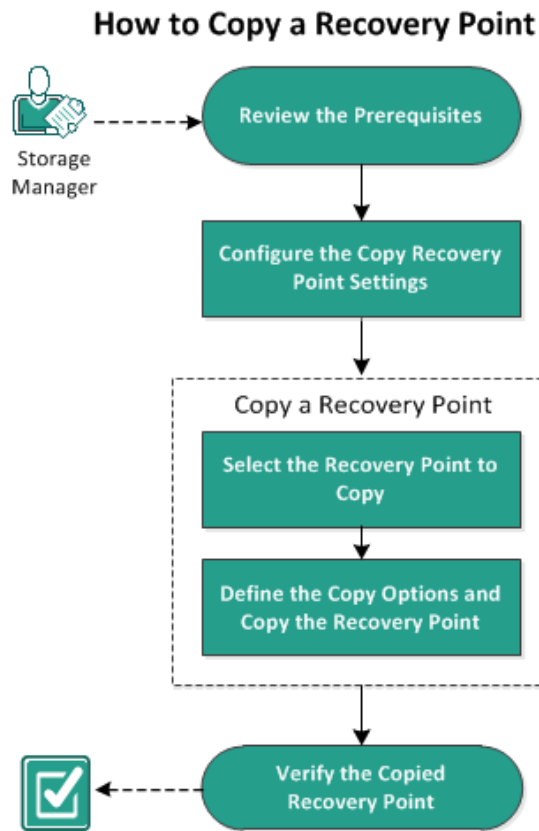 How to Copy a Recovery Point
Review the Prerequisites
Storage
Manager
Configure the Copy Recovery
Point Settings
Copy a Recovery Point
Select the Recovery Point to
Copy
Define the Copy Options and
Copy the Recovery Point
Verify the Copied
Recovery Point